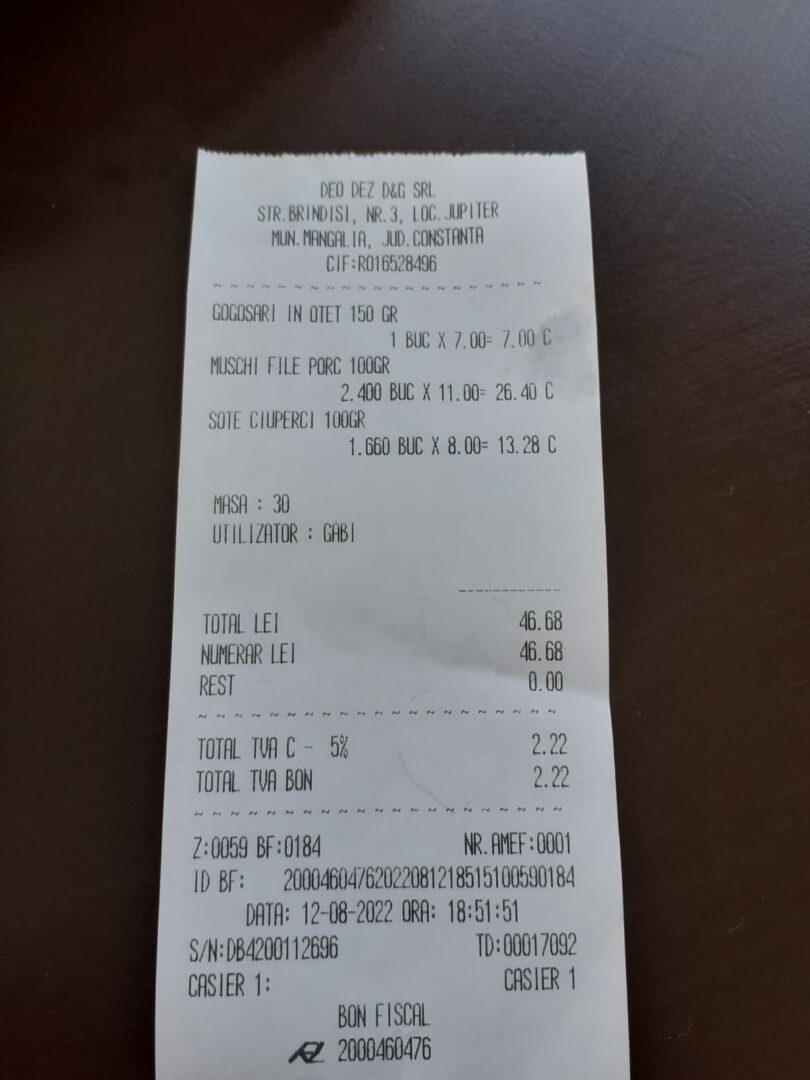 DEO DEZ D&G SRL
STR.BRINDISI, NR.3, LOC.JUPITER
MUN.MANGALIA, JUD.CONSTANTA
CIF:RO16528496
GOGOSARI IN OTET 150 GR
1 BUC X 7.00= 7.00 C
MUSCHI FILE PORC 100GR
2.400 BUC X 11.00= 26.40 C
SOTE CIUPERCI 100GR
1.660 BUC X 8.00= 13.28 C
MASA : 30
UTILIZATOR : GABI
TOTAL LEI 46.68
NUMERAR LEI 46.68
REST 0.00
TOTAL TVA C - 5% 2.22
TOTAL TVA BON 2.22
Z:0059 BF:0184 NR.AMEF:0001
ID BF: 20004604762022081218515100590184
DATA: 12-08-2022 ORA: 18:51:51
S/N:DB4200112696 TD:00017092
CASIER 1: CASIER 1
BON FISCAL
2000460476